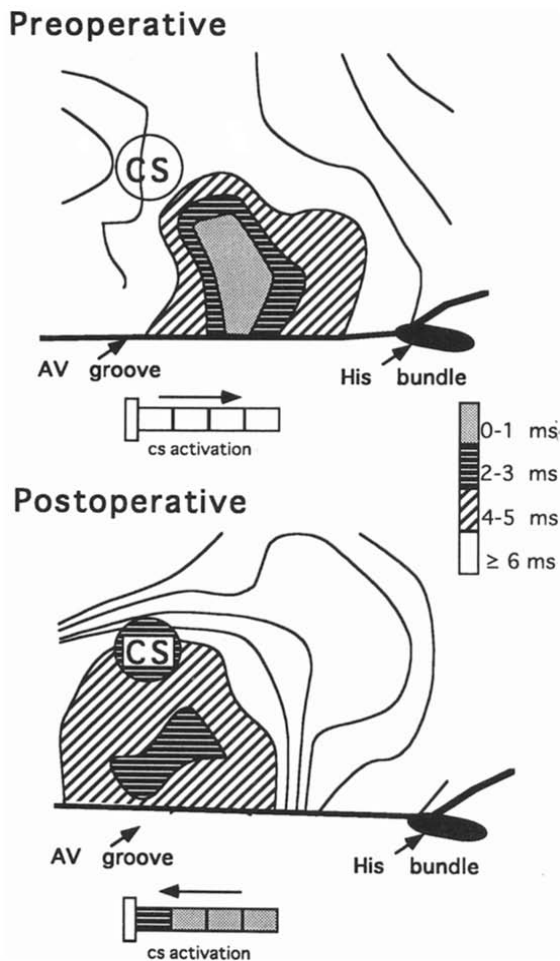 Preoperative
CS
AV groove
His bundle
cs activation
0-1 ms
2-3 ms
4-5 ms
≥ 6 ms
Postoperative
CS
AV groove
His bundle
cs activation